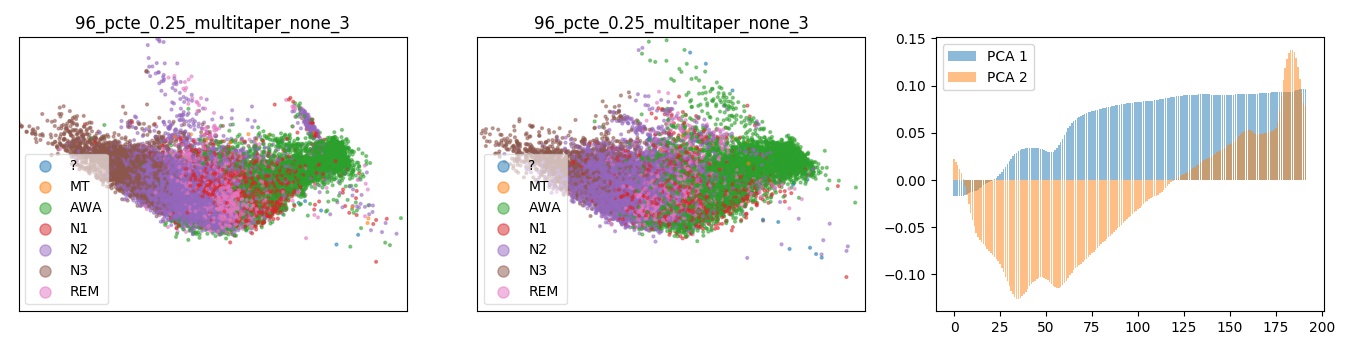 96_pcte_0.25_multitaper_none_3
?
MT
AWA
N1
N2
N3
REM
96_pcte_0.25_multitaper_none_3
?
MT
AWA
N1
N2
N3
REM
PCA 1
PCA 2
0.15
0.10
0.05
0.00
−0.05
−0.10
0 25 50 75 100 125 150 175 200